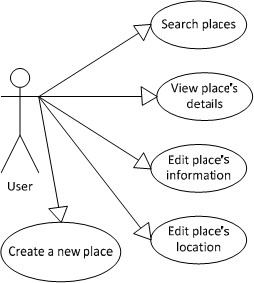 Search places
View place's
details
Edit place's
information
User
Edit place's
location
Create a new place